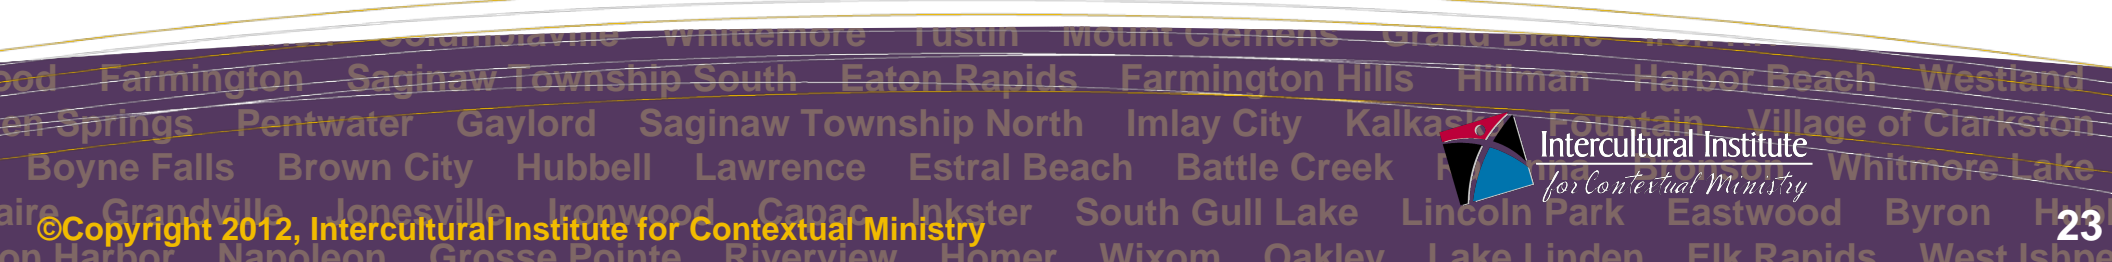 Columbiaville Whittemore Tustin Mount Clemens Grand Blanc
Farmington Saginaw Township South Eaton Rapids Farmington Hills Hillman Harbor Beach Westland
Springs Pentwater Gaylord Saginaw Township North Imlay City Fountain Village of Clarkston
Intercultural Institute
Boyne Falls Brown City Hubbell Lawrence Estral Beach Battle Creek Bronson Whitmore Lake
for Contextual Ministry
Grandville Jonesville Ironwood Capac Inkster South Gull Lake Lincoln Park Eastwood Byron
©Copyright 2012, Intercultural Institute for Contextual Ministry
23
Harbor Napoleon Grosse Pointe Riverview Homer Wixom Oakley Lake Linden Elk Rapids West